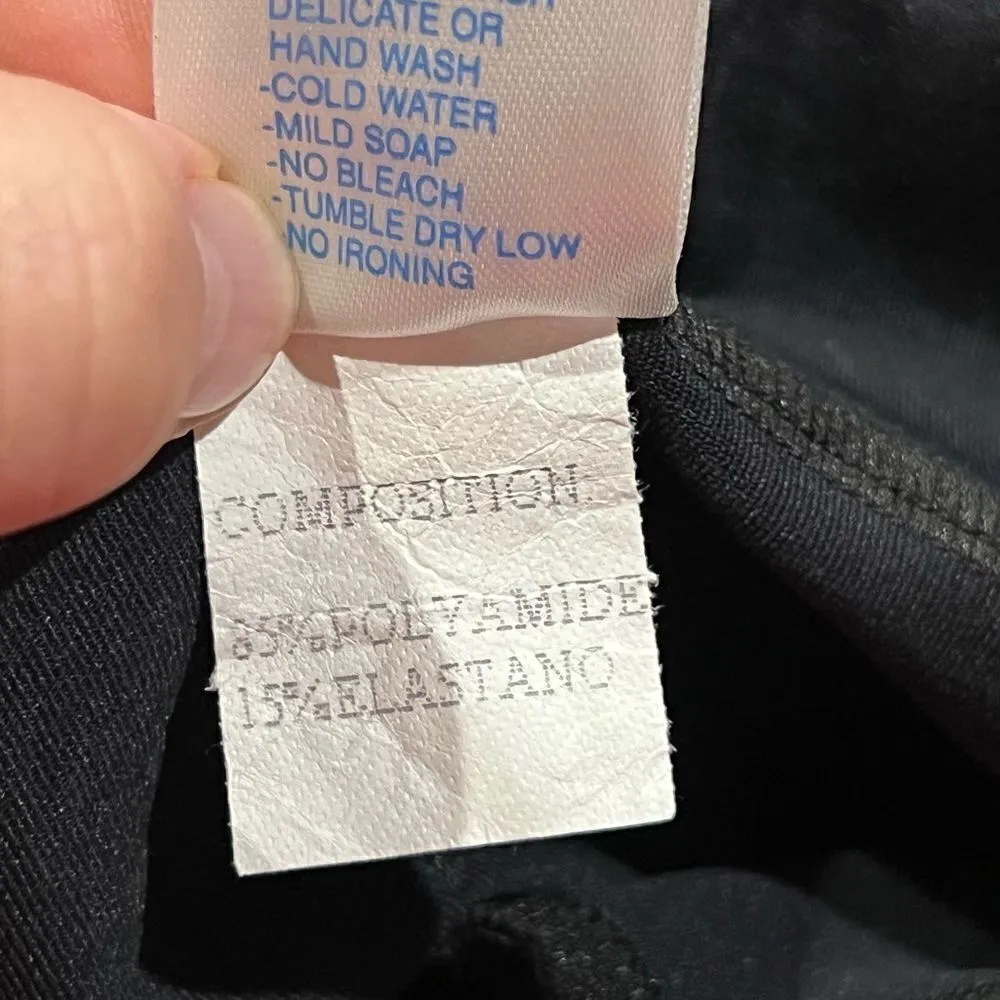 DELICATE OR
HAND WASH
-COLD WATER
-MILD SOAP
-NO BLEACH
-TUMBLE DRY LOW
-NO IRONING
COMPOSITION
85%POLYAMIDE
15%ELASTANO